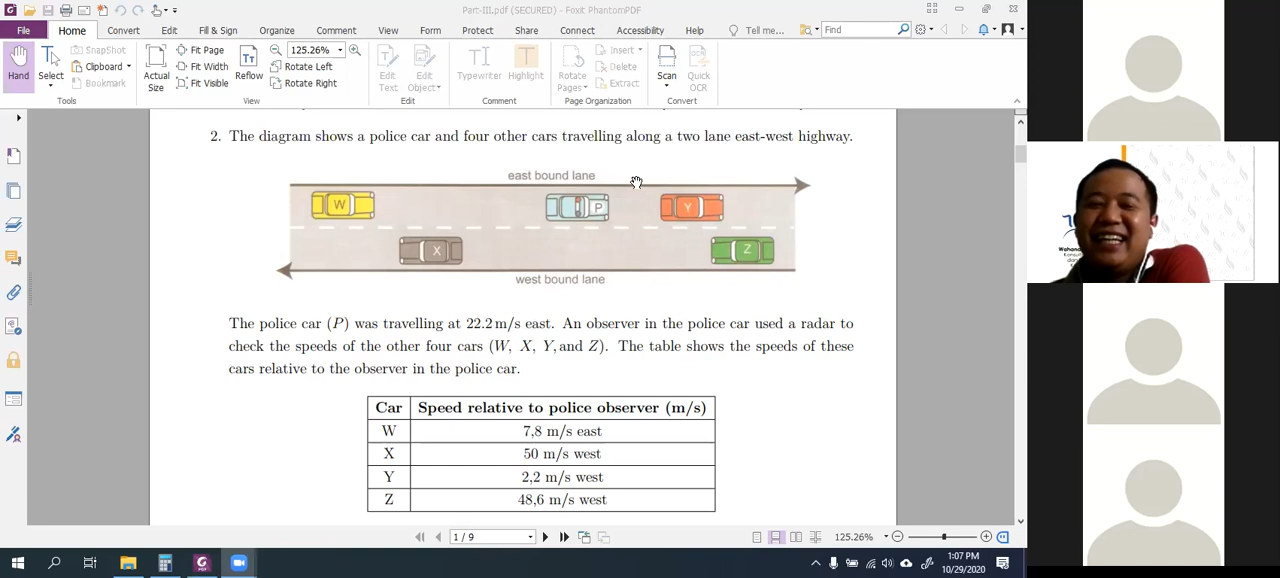 Part-III.pdf (SECURED) - Foxit PhantomPDF
File Home Convert Edit Fill & Sign Organize Comment View Form Protect Share Connect Accessibility Help Tell me... Find
Hand
Select
SnapShot
Clipboard
Bookmark
Tools
Actual Size
Fit Page
Fit Width
Fit Visible
Reflow
125.26%
Rotate Left
Rotate Right
View
Edit Text
Edit Object
Edit
Typewriter
Highlight
Comment
Rotate Pages
Insert
Delete
Extract
Page Organization
Scan
Quick OCR
Convert
2. The diagram shows a police car and four other cars travelling along a two lane east-west highway.
east bound lane
W P Y
X Z
west bound lane
The police car (P) was travelling at 22.2 m/s east. An observer in the police car used a radar to
check the speeds of the other four cars (W, X, Y, and Z). The table shows the speeds of these
cars relative to the observer in the police car.
Car Speed relative to police observer (m/s)
W 7,8 m/s east
X 50 m/s west
Y 2,2 m/s west
Z 48,6 m/s west
1 / 9
125.26%
1:07 PM
10/29/2020